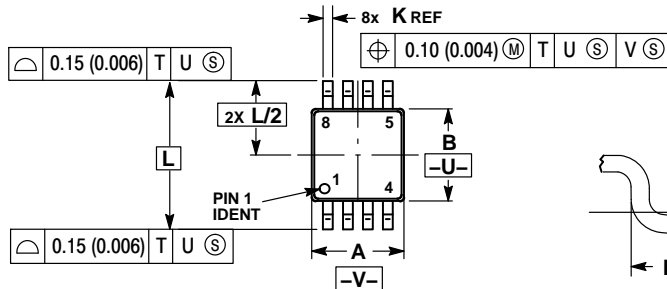 8x K REF
⌓ 0.15 (0.006) T U Ⓢ
⌖ 0.10 (0.004) Ⓜ T U Ⓢ V Ⓢ
2X L/2
8 5
B
L
–U–
PIN 1
IDENT
1 4
⌓ 0.15 (0.006) T U Ⓢ
A
–V–